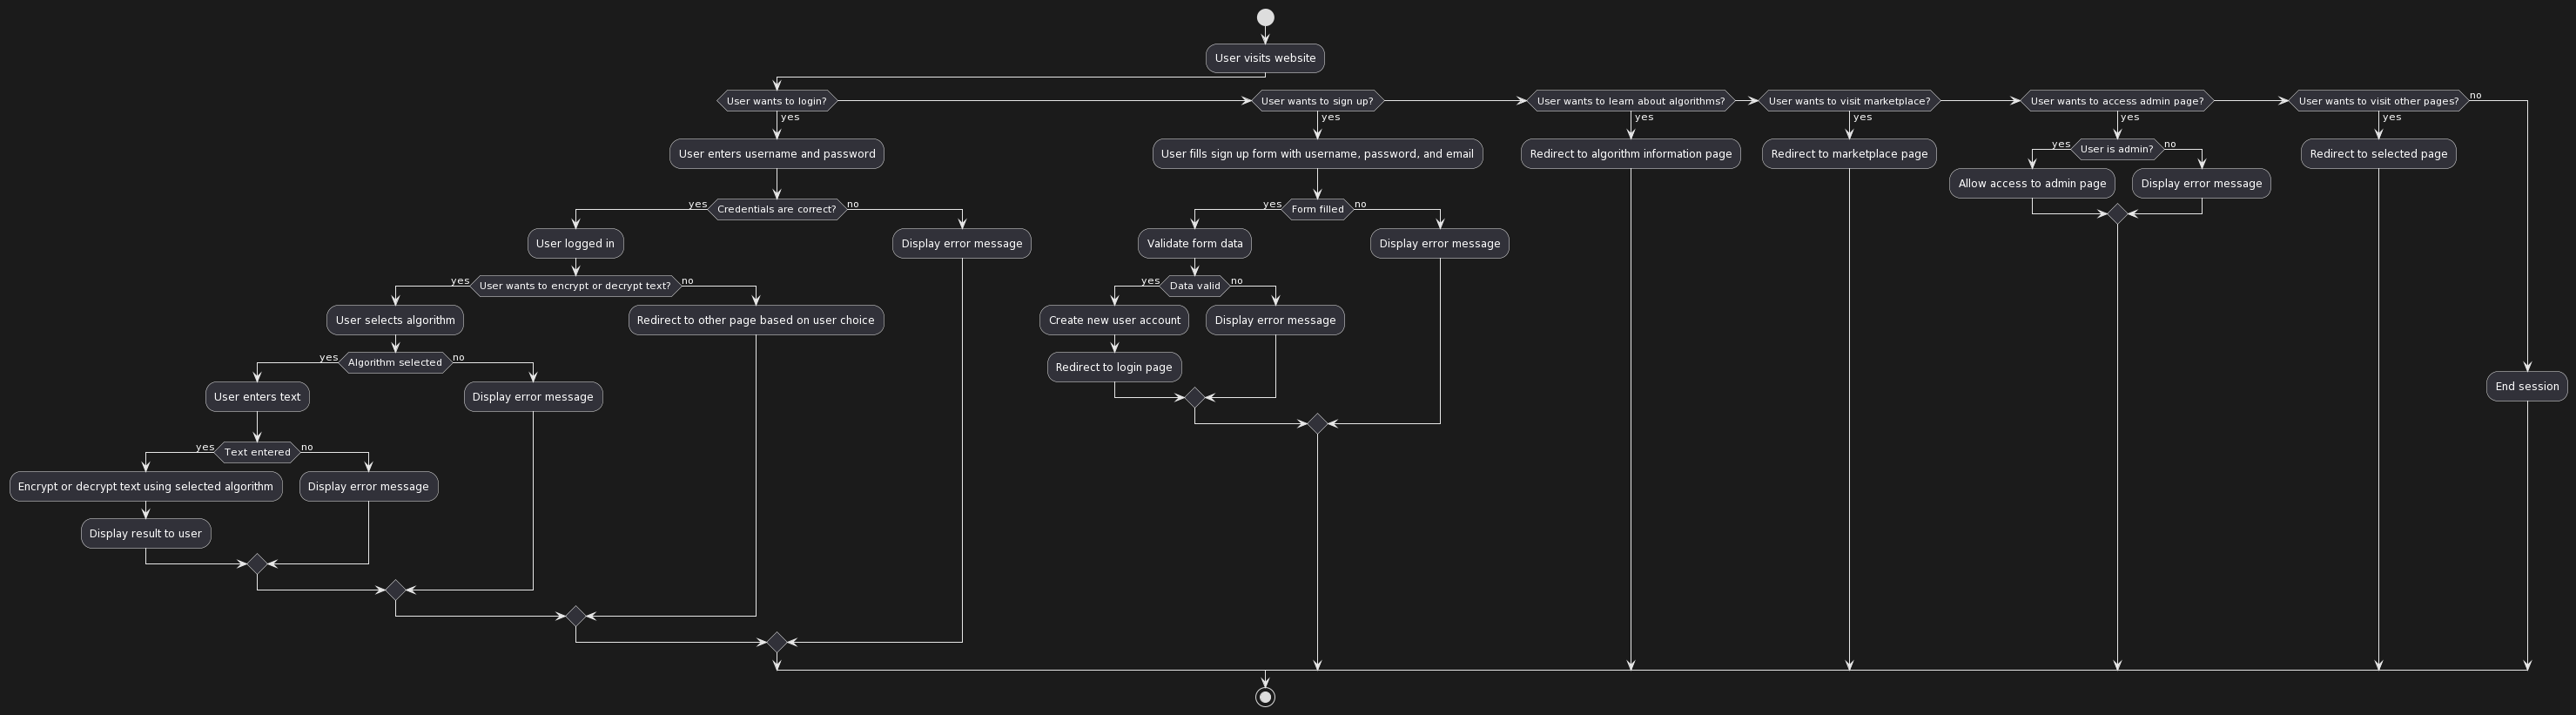 User visits website
User wants to login?
User wants to sign up?
User wants to learn about algorithms?
User wants to visit marketplace?
User wants to access admin page?
User wants to visit other pages?
no
yes
yes
yes
yes
yes
yes
User enters username and password
User fills sign up form with username, password, and email
Redirect to algorithm information page
Redirect to marketplace page
yes
User is admin?
no
Redirect to selected page
Allow access to admin page
Display error message
yes
Credentials are correct?
no
yes
Form filled
no
User logged in
Display error message
Validate form data
Display error message
yes
User wants to encrypt or decrypt text?
no
yes
Data valid
no
User selects algorithm
Redirect to other page based on user choice
Create new user account
Display error message
yes
Algorithm selected
no
Redirect to login page
End session
User enters text
Display error message
yes
Text entered
no
Encrypt or decrypt text using selected algorithm
Display error message
Display result to user